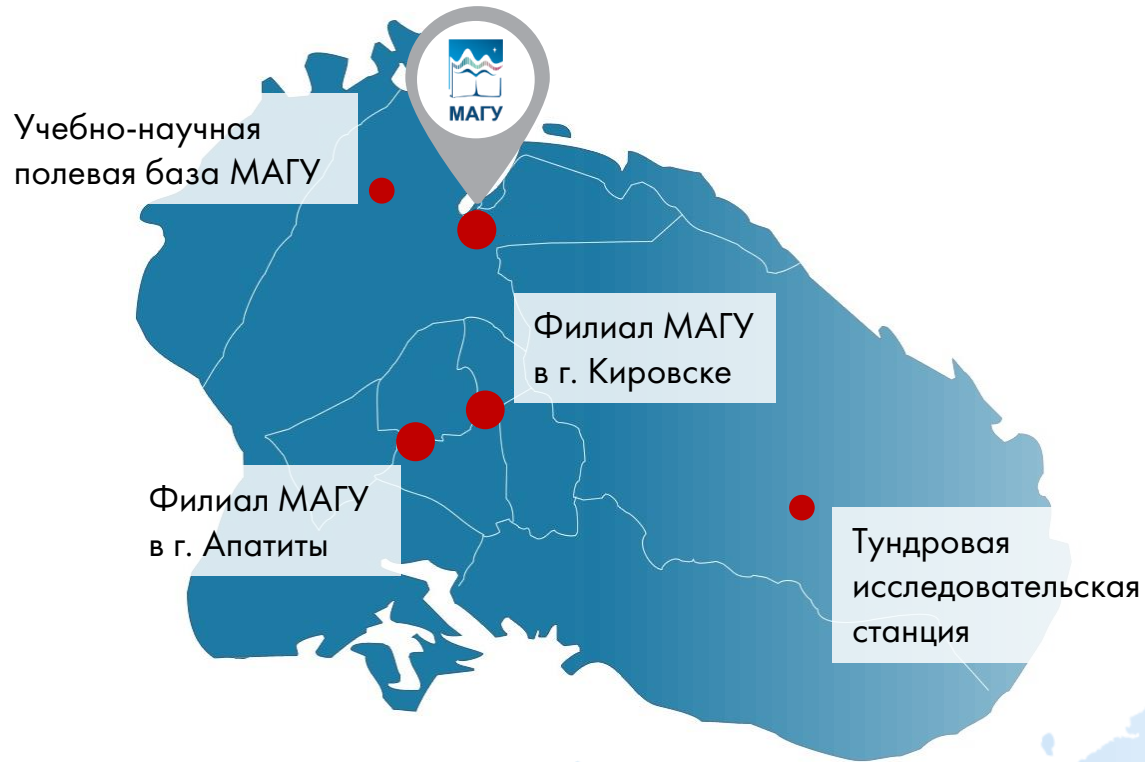 МАГУ
Учебно-научная
полевая база МАГУ
Филиал МАГУ
в г. Кировске
Филиал МАГУ
в г. Апатиты
Тундровая
исследовательская
станция